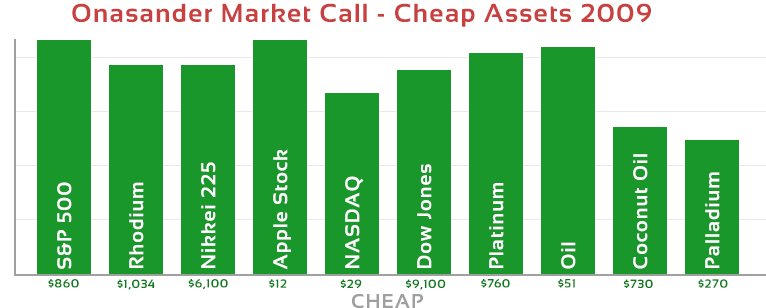 Onasander Market Call - Cheap Assets 2009
S&P 500
Rhodium
Nikkei 225
Apple Stock
NASDAQ
Dow Jones
Platinum
Oil
Coconut Oil
Palladium
$860 $1,034 $6,100 $12 $29 $9,100 $760 $51 $730 $270
CHEAP